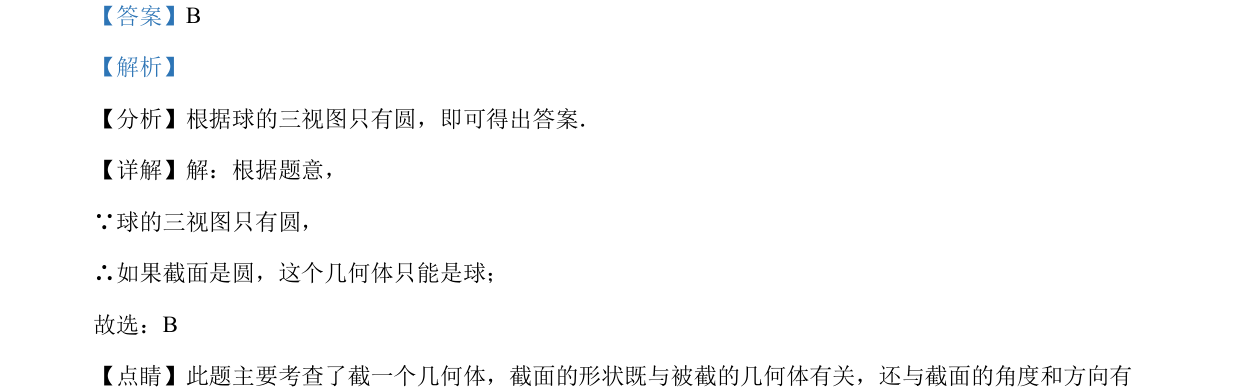 【答案】B
【解析】
【分析】根据球的三视图只有圆，即可得出答案．
【详解】解：根据题意，
∵球的三视图只有圆，
∴如果截面是圆，这个几何体只能是球；
故选：B
【点睛】此题主要考查了截一个几何体，截面的形状既与被截的几何体有关，还与截面的角度和方向有